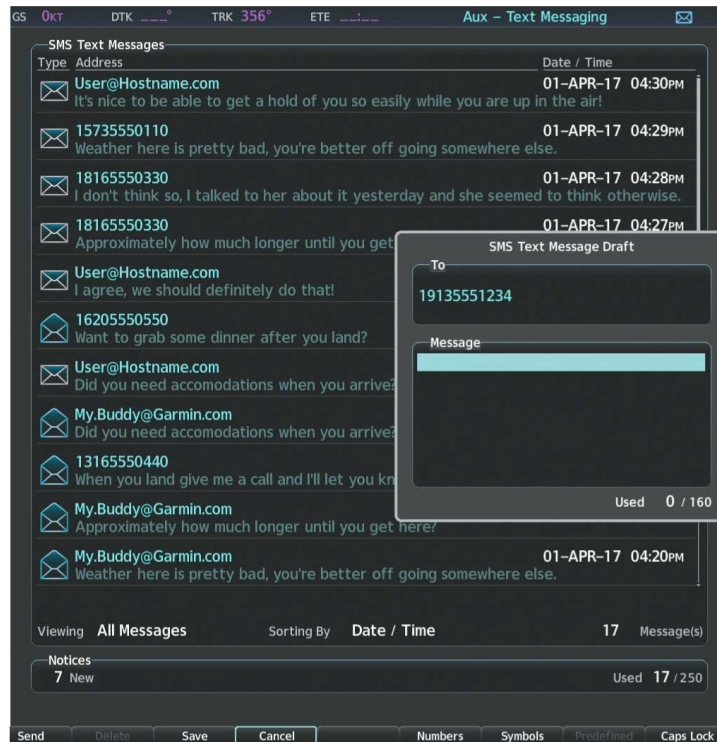 GS 0KT DTK ___° TRK 356° ETE __:__ Aux – Text Messaging
SMS Text Messages
Type Address Date / Time
User@Hostname.com 01–APR–17 04:30PM
It's nice to be able to get a hold of you so easily while you are up in the air!
15735550110 01–APR–17 04:29PM
Weather here is pretty bad, you're better off going somewhere else.
18165550330 01–APR–17 04:28PM
I don't think so, I talked to her about it yesterday and she seemed to think otherwise.
18165550330 01–APR–17 04:27PM
Approximately how much longer until you get
User@Hostname.com
I agree, we should definitely do that!
16205550550
Want to grab some dinner after you land?
User@Hostname.com
Did you need accomodations when you arrive?
My.Buddy@Garmin.com
Did you need accomodations when you arrive?
13165550440
When you land give me a call and I'll let you kn
My.Buddy@Garmin.com
Approximately how much longer until you get here?
My.Buddy@Garmin.com 01–APR–17 04:20PM
Weather here is pretty bad, you're better off going somewhere else.
SMS Text Message Draft
To
19135551234
Message
Used 0 / 160
Viewing All Messages Sorting By Date / Time 17 Message(s)
Notices
7 New Used 17 / 250
Send Delete Save Cancel Numbers Symbols Predefined Caps Lock